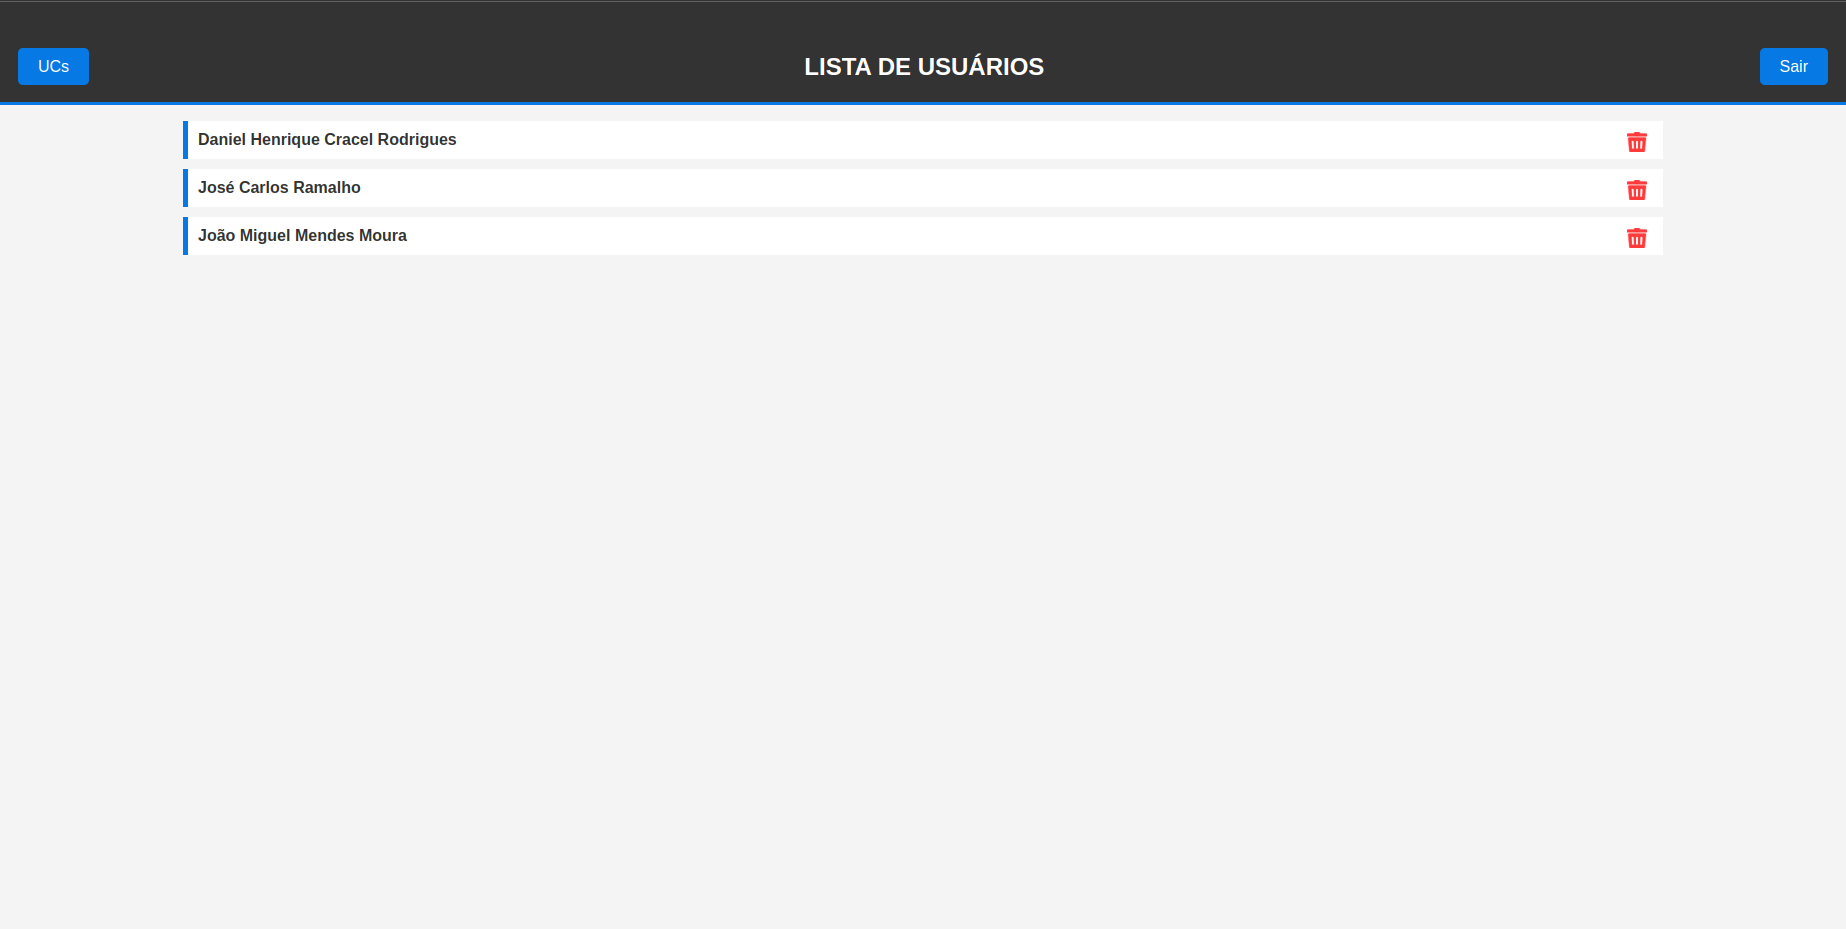 UCs
LISTA DE USUÁRIOS
Sair
Daniel Henrique Cracel Rodrigues
José Carlos Ramalho
João Miguel Mendes Moura